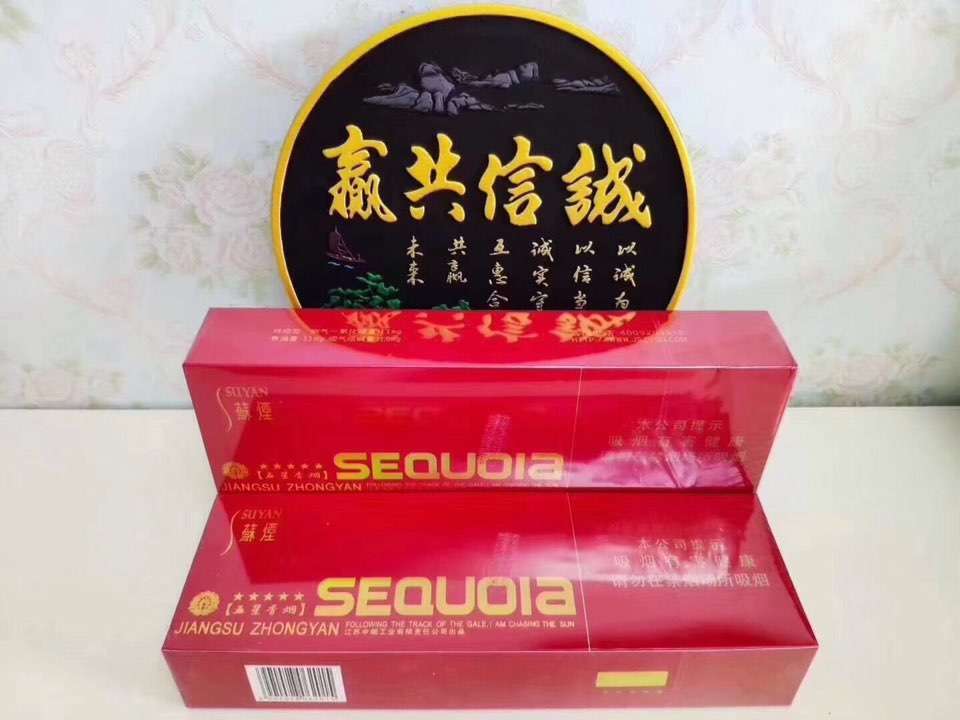 赢共信誠
以诚为
以信当
诚实守
互惠合
共赢
未来
SUYAN
蘇煙
★★★★★
SEQUOIA
JIANGSU ZHONGYAN
本公司提示
吸烟有害健康
SUYAN
蘇煙
★★★★★
【五星香烟】
SEQUOIA
JIANGSU ZHONGYAN
FOLLOWING THE TRACK OF THE GALE,I AM CHASING THE SUN
江苏中烟工业有限责任公司出品
本公司提示
吸烟有害健康
请勿在禁烟场所吸烟